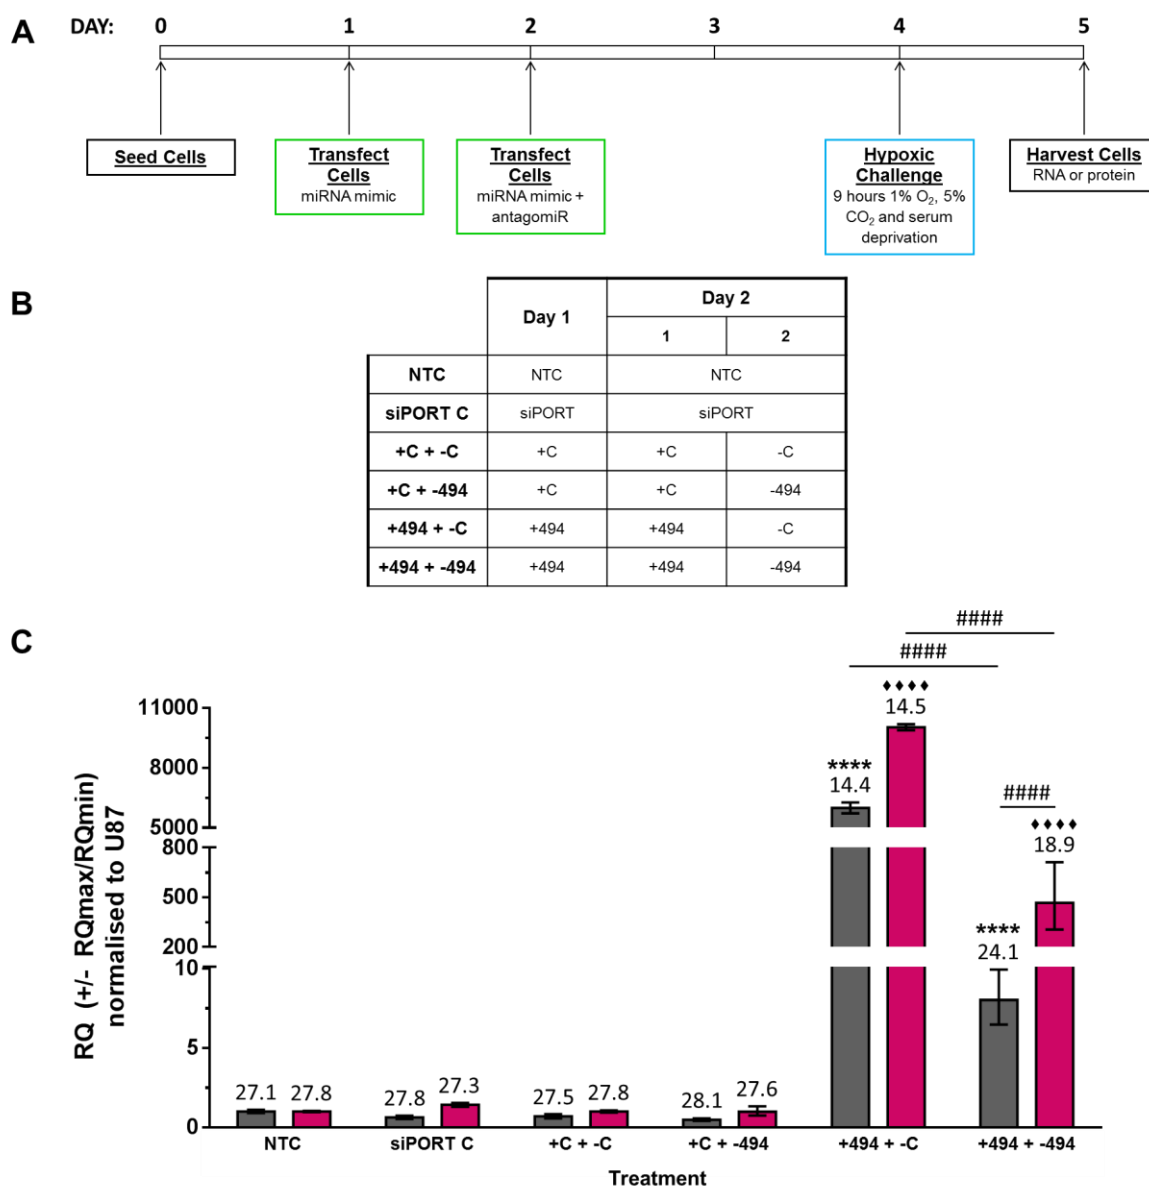 A
DAY: 0 1 2 3 4 5
Seed Cells
Transfect
Cells
miRNA mimic
Transfect
Cells
miRNA mimic +
antagomiR
Hypoxic
Challenge
9 hours 1% O₂, 5%
CO₂ and serum
deprivation
Harvest Cells
RNA or protein
B
Day 1 Day 2
1 2
NTC NTC NTC
siPORT C siPORT siPORT
+C + -C +C +C -C
+C + -494 +C +C -494
+494 + -C +494 +494 -C
+494 + -494 +494 +494 -494
C
####
####
♦♦♦♦
14.5
****
14.4
####
♦♦♦♦
18.9
****
24.1
27.1 27.8 27.8 27.3 27.5 27.8 28.1 27.6
11000
8000
5000
800
500
200
10
5
0
RQ (+/- RQmax/RQmin)
normalised to U87
NTC siPORT C +C + -C +C + -494 +494 + -C +494 + -494
Treatment